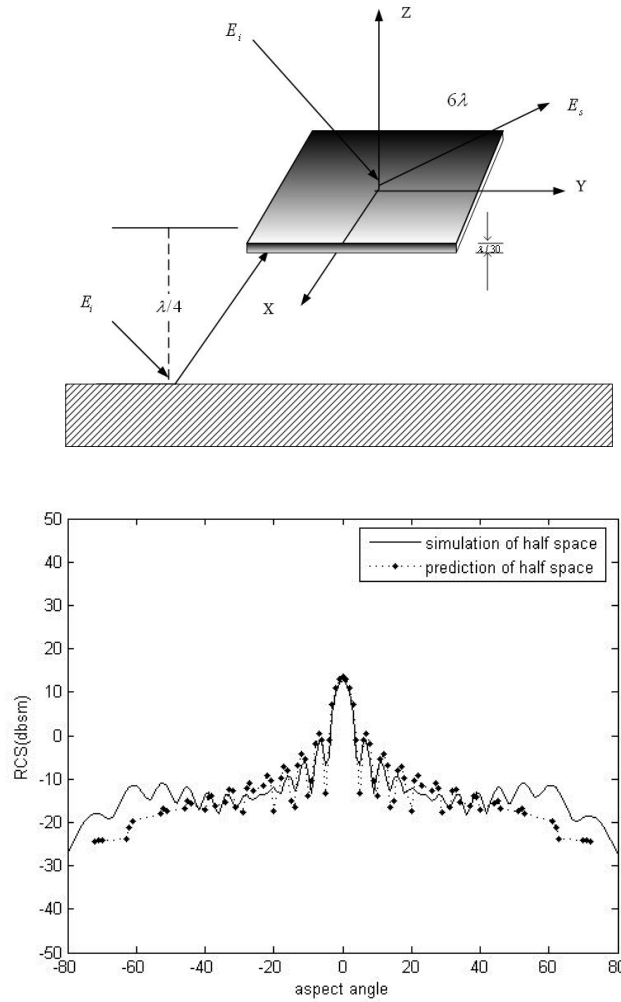 Z
E_i
6λ
E_s
Y
λ/30
X
E_i
λ/4
50
40
30
20
10
0
-10
-20
-30
-40
-50
RCS(dbsm)
simulation of half space
prediction of half space
-80 -60 -40 -20 0 20 40 60 80
aspect angle